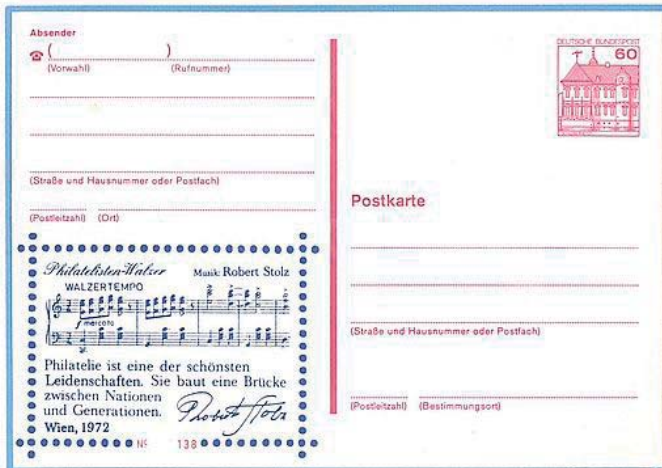 Absender
☎ ( )
(Vorwahl) (Rufnummer)
(Straße und Hausnummer oder Postfach)
(Postleitzahl) (Ort)
DEUTSCHE BUNDESPOST
60
Postkarte
(Straße und Hausnummer oder Postfach)
(Postleitzahl) (Bestimmungsort)
Philatelisten-Walzer Musik: Robert Stolz
WALZERTEMPO
f mercato
Philatelie ist eine der schönsten
Leidenschaften. Sie baut eine Brücke
zwischen Nationen
und Generationen.
Wien, 1972
Robert Stolz
Nº 138